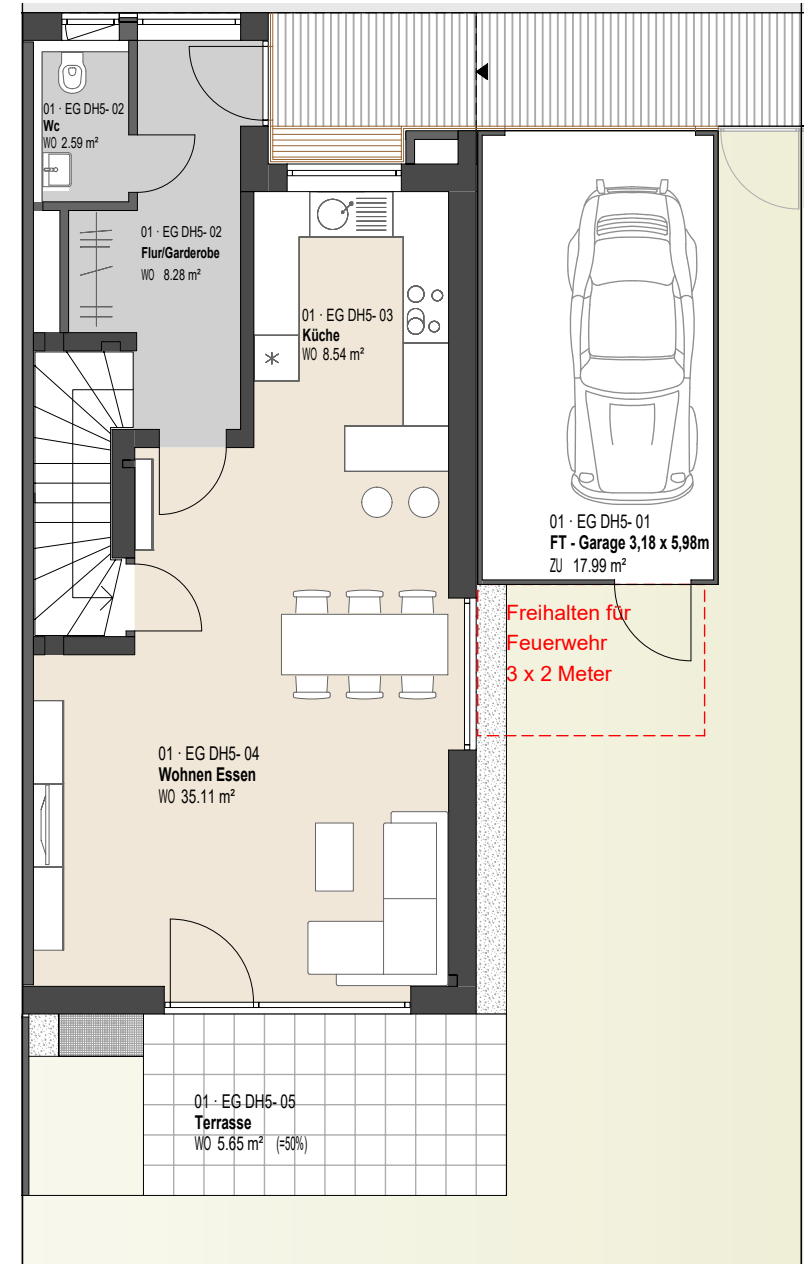 01 · EG DH5- 02
Wc
WO 2.59 m²
01 · EG DH5- 02
Flur/Garderobe
WO 8.28 m²
01 · EG DH5- 03
Küche
WO 8.54 m²
01 · EG DH5- 01
FT - Garage 3,18 x 5,98m
ZU 17.99 m²
Freihalten für
Feuerwehr
3 x 2 Meter
01 · EG DH5- 04
Wohnen Essen
WO 35.11 m²
01 · EG DH5- 05
Terrasse
WO 5.65 m² (=50%)